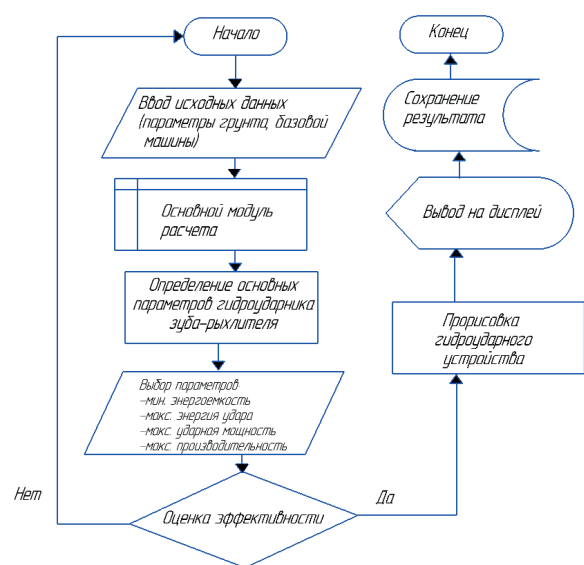 Начало
Ввод исходных данных
(параметры грунта, базовой
машины)
Основной модуль
расчета
Определение основных
параметров гидроударника
зуба-рыхлителя
Выбор параметров:
-мин. энергоемкость
-макс. энергия удара
-макс. ударная мощность
-макс. производительность
Оценка эффективности
Нет
Да
Прорисовка
гидроударного
устройства
Вывод на дисплей
Сохранение
результата
Конец